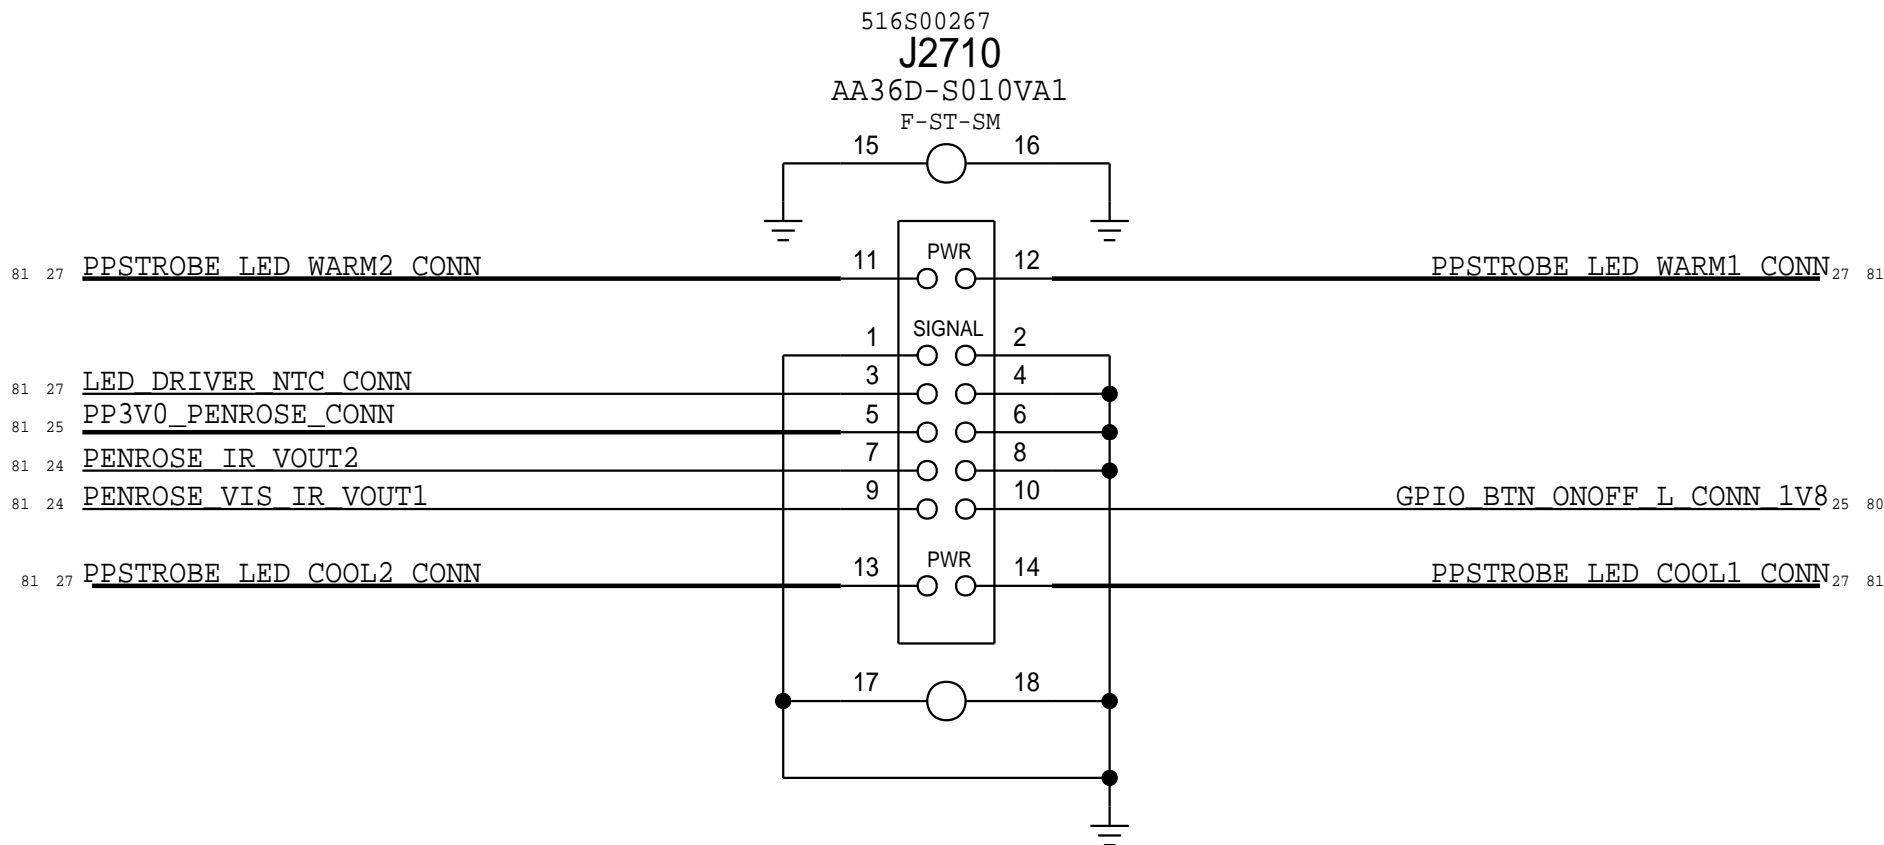 516S00267
J2710
AA36D-S010VA1
F-ST-SM
15 16
81 27 PPSTROBE_LED_WARM2_CONN 11 PWR 12 PPSTROBE_LED_WARM1_CONN 27 81
1 SIGNAL 2
81 27 LED_DRIVER_NTC_CONN 3 4
81 25 PP3V0_PENROSE_CONN 5 6
81 24 PENROSE_IR_VOUT2 7 8
81 24 PENROSE_VIS_IR_VOUT1 9 10 GPIO_BTN_ONOFF_L_CONN_1V8 25 80
81 27 PPSTROBE_LED_COOL2_CONN 13 PWR 14 PPSTROBE_LED_COOL1_CONN 27 81
17 18